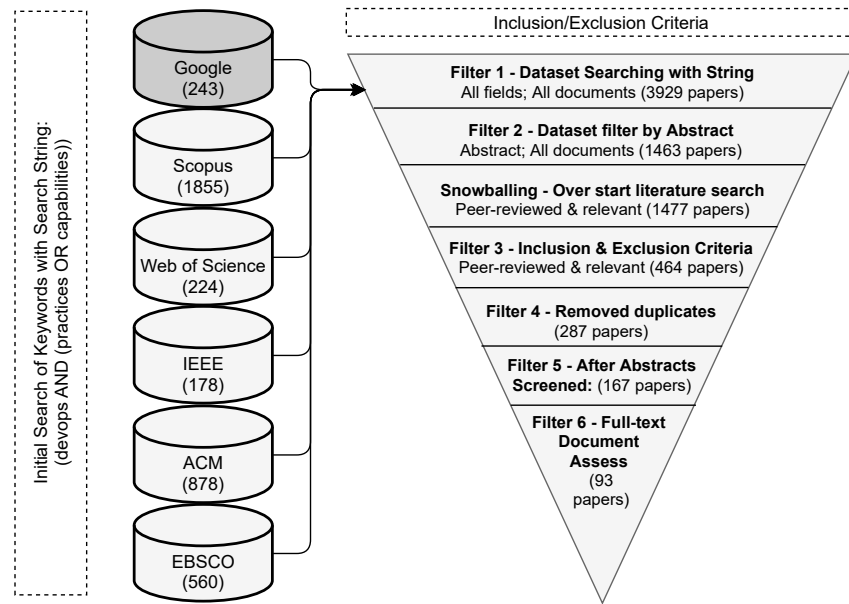 Initial Search of Keywords with Search String:
(devops AND (practices OR capabilities))
Google
(243)
Scopus
(1855)
Web of Science
(224)
IEEE
(178)
ACM
(878)
EBSCO
(560)
Inclusion/Exclusion Criteria
Filter 1 - Dataset Searching with String
All fields; All documents (3929 papers)
Filter 2 - Dataset filter by Abstract
Abstract; All documents (1463 papers)
Snowballing - Over start literature search
Peer-reviewed & relevant (1477 papers)
Filter 3 - Inclusion & Exclusion Criteria
Peer-reviewed & relevant (464 papers)
Filter 4 - Removed duplicates
(287 papers)
Filter 5 - After Abstracts
Screened: (167 papers)
Filter 6 - Full-text
Document
Assess
(93
papers)